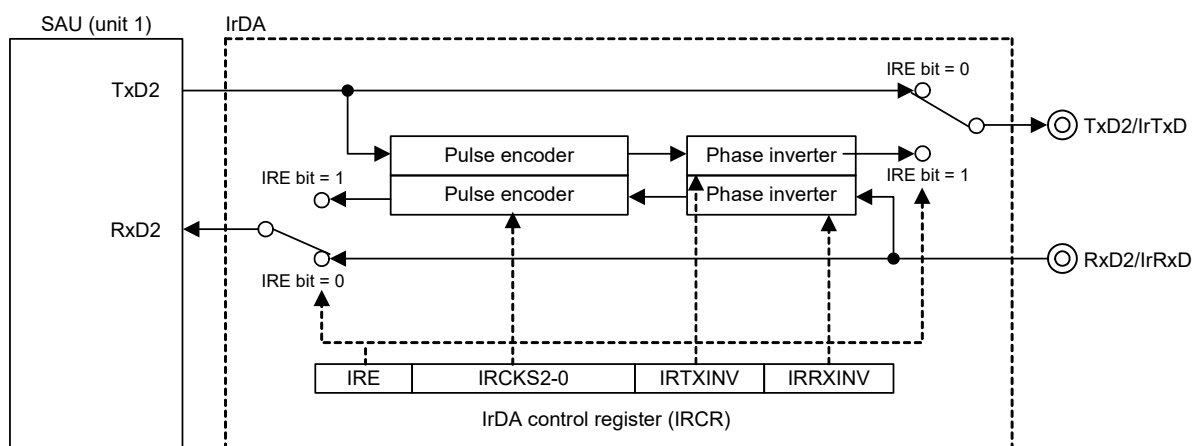 SAU (unit 1)
IrDA
IRE bit = 0
TxD2
TxD2/IrTxD
Pulse encoder
Phase inverter
IRE bit = 1
Pulse encoder
Phase inverter
IRE bit = 1
RxD2
RxD2/IrRxD
IRE bit = 0
IRE
IRCKS2-0
IRTXINV
IRRXINV
IrDA control register (IRCR)